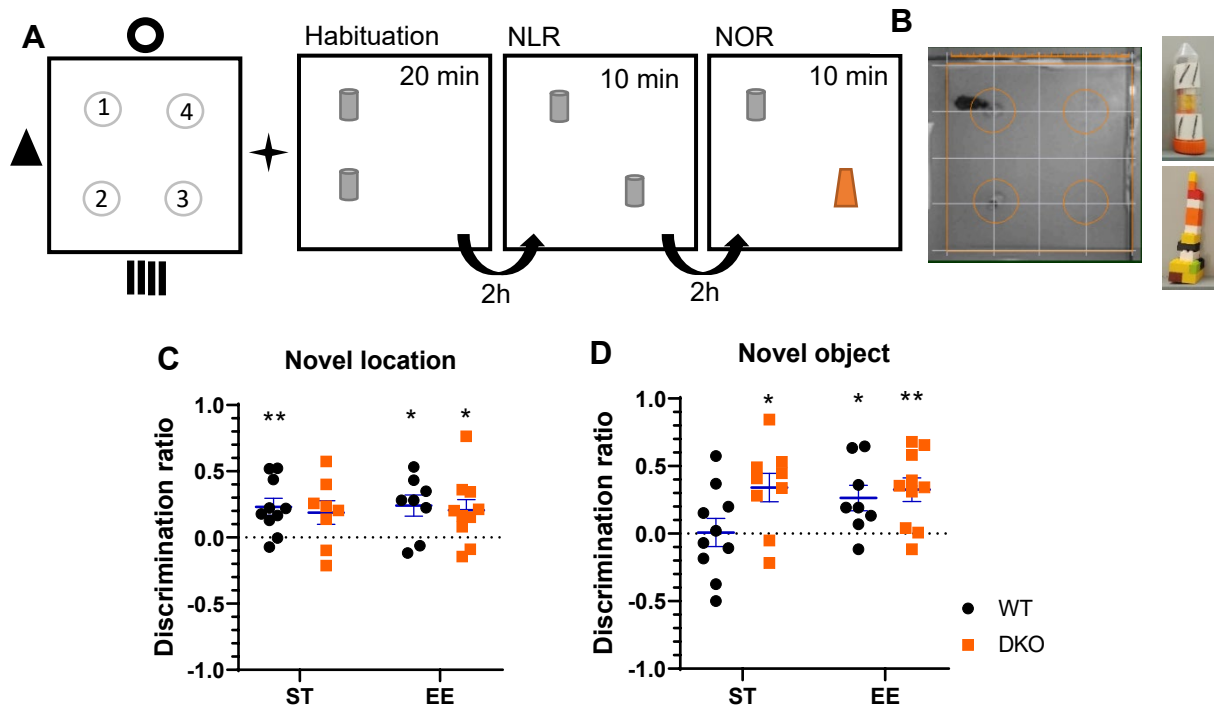 A
1
4
2
3
Habituation
20 min
NLR
10 min
NOR
10 min
2h
2h
B
C
Novel location
Discrimination ratio
1.0
0.5
0.0
-0.5
-1.0
**
*
*
ST
EE
D
Novel object
Discrimination ratio
1.0
0.5
0.0
-0.5
-1.0
*
*
**
ST
EE
WT
DKO